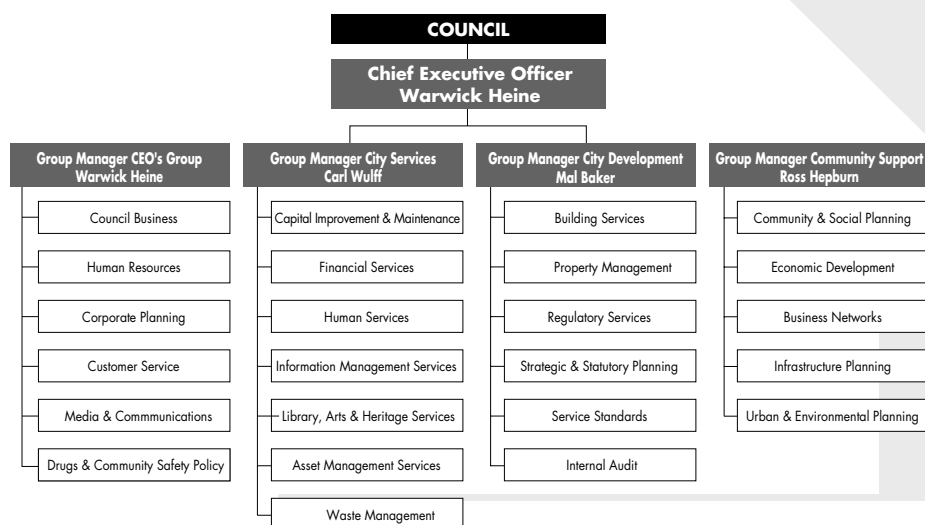 COUNCIL
Chief Executive Officer
Warwick Heine
Group Manager CEO's Group
Warwick Heine
Council Business
Human Resources
Corporate Planning
Customer Service
Media & Commmunications
Drugs & Community Safety Policy
Group Manager City Services
Carl Wulff
Capital Improvement & Maintenance
Financial Services
Human Services
Information Management Services
Library, Arts & Heritage Services
Asset Management Services
Waste Management
Group Manager City Development
Mal Baker
Building Services
Property Management
Regulatory Services
Strategic & Statutory Planning
Service Standards
Internal Audit
Group Manager Community Support
Ross Hepburn
Community & Social Planning
Economic Development
Business Networks
Infrastructure Planning
Urban & Environmental Planning